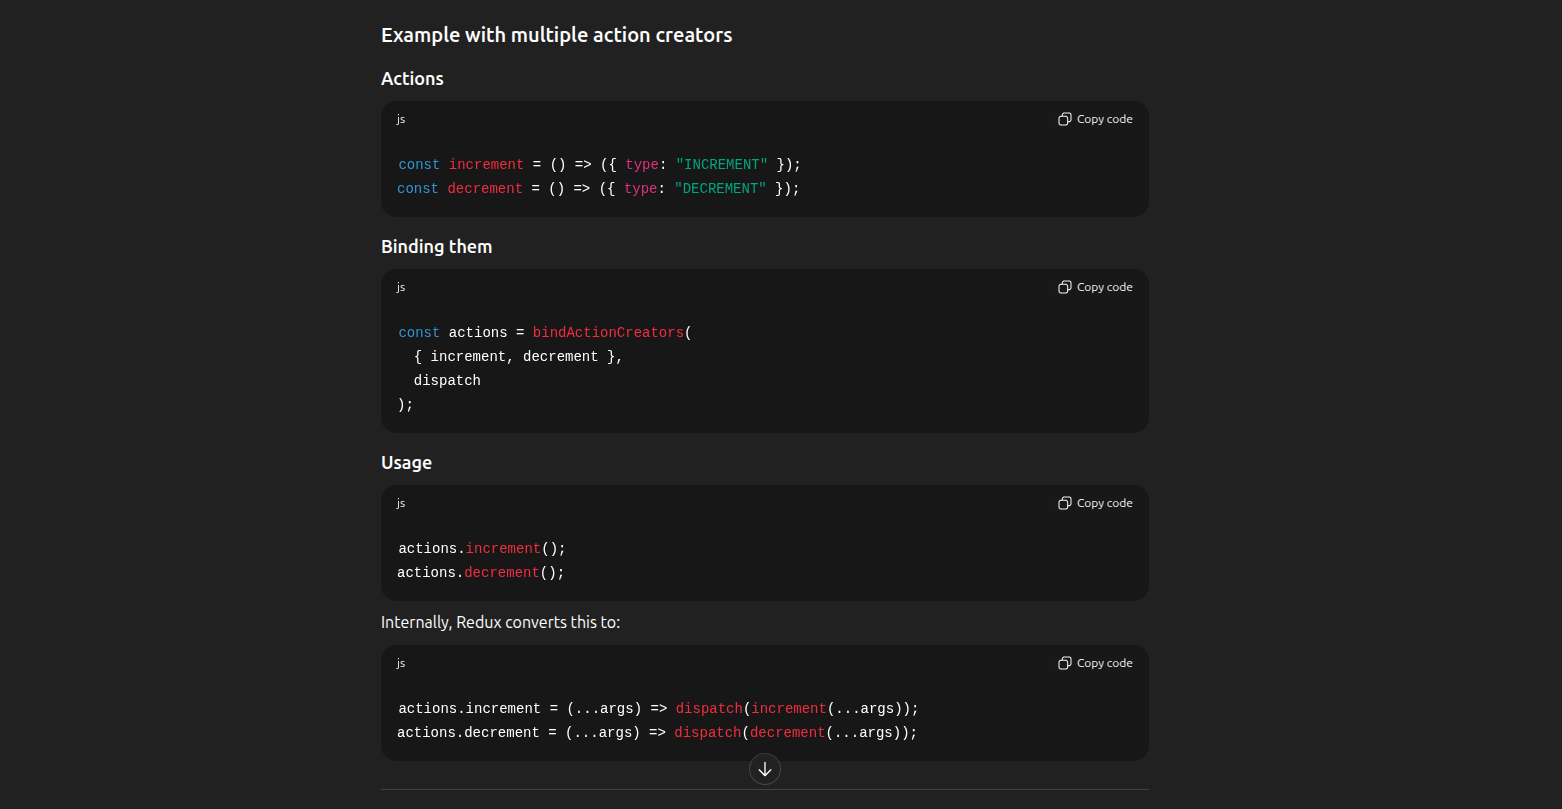 Example with multiple action creators
Actions
js
Copy code
const increment = () => ({ type: "INCREMENT" });
const decrement = () => ({ type: "DECREMENT" });
Binding them
js
Copy code
const actions = bindActionCreators(
  { increment, decrement },
  dispatch
);
Usage
js
Copy code
actions.increment();
actions.decrement();
Internally, Redux converts this to:
js
Copy code
actions.increment = (...args) => dispatch(increment(...args));
actions.decrement = (...args) => dispatch(decrement(...args));